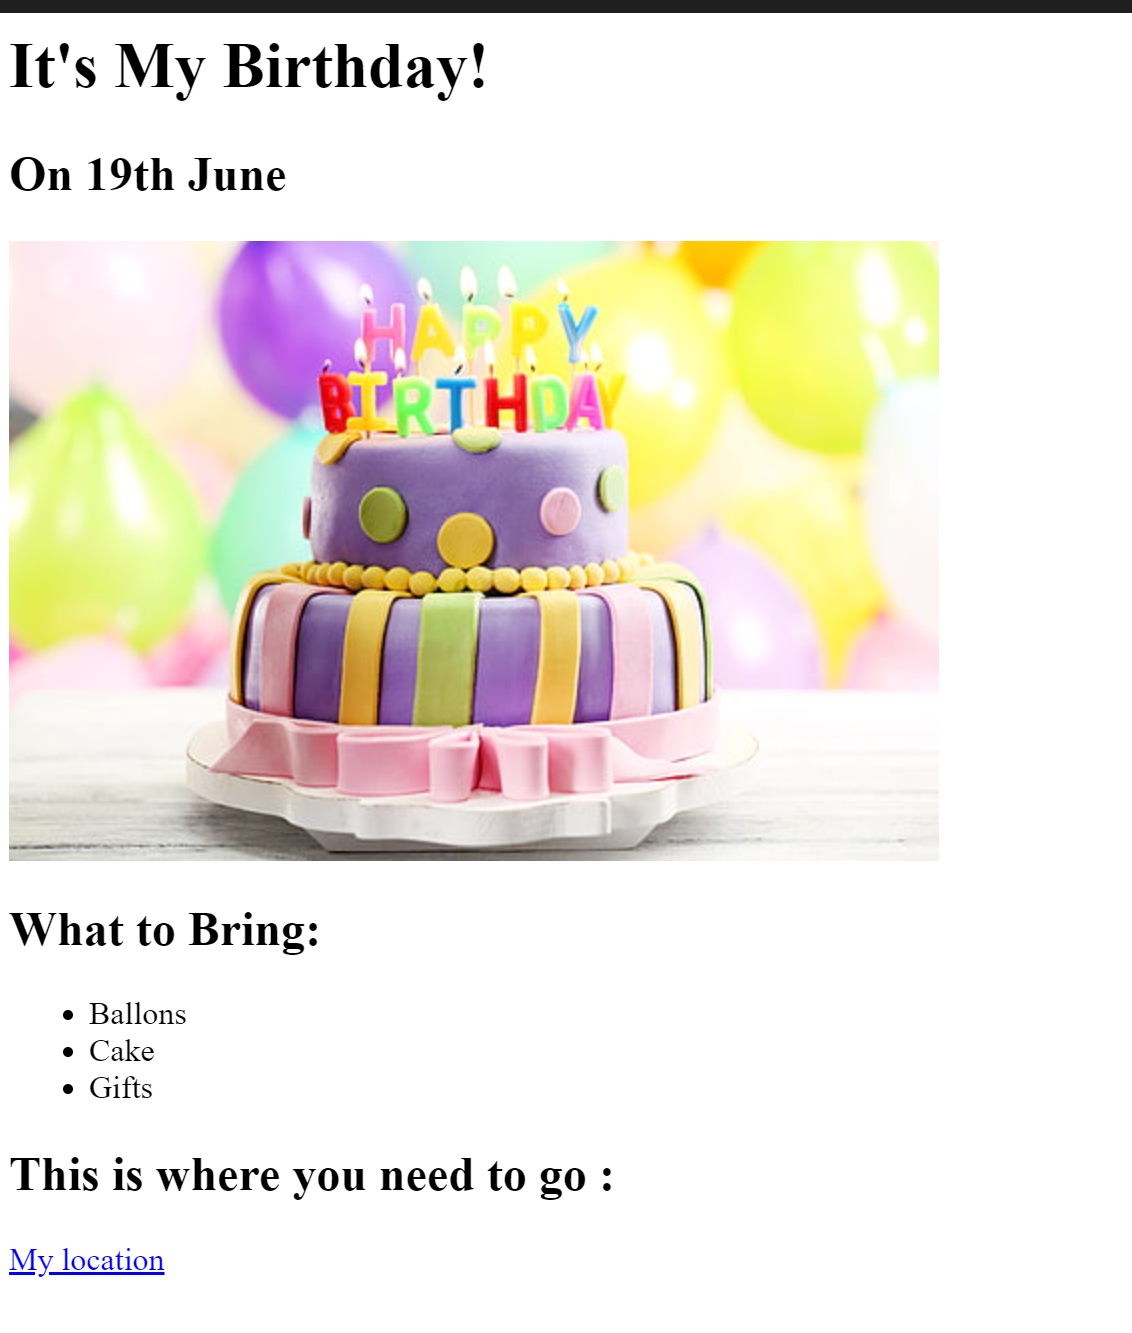 It's My Birthday!
On 19th June
HAPPY
BIRTHDAY
What to Bring:
Ballons
Cake
Gifts
This is where you need to go :
My location